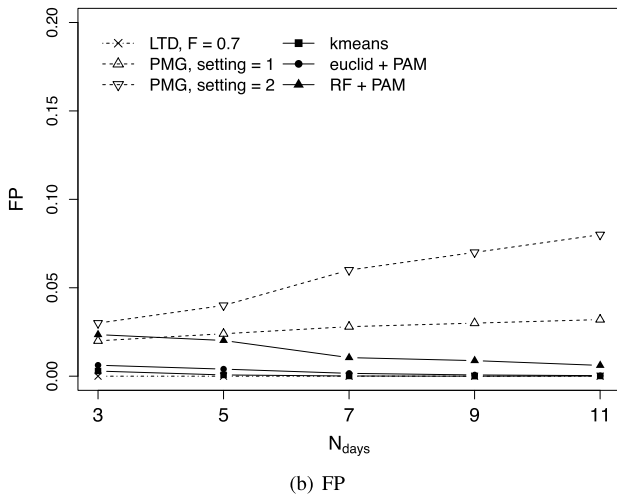 0.20
LTD, F = 0.7
kmeans
PMG, setting = 1
euclid + PAM
PMG, setting = 2
RF + PAM
0.15
0.10
FP
0.05
0.00
3 5 7 9 11
N_days
(b) FP